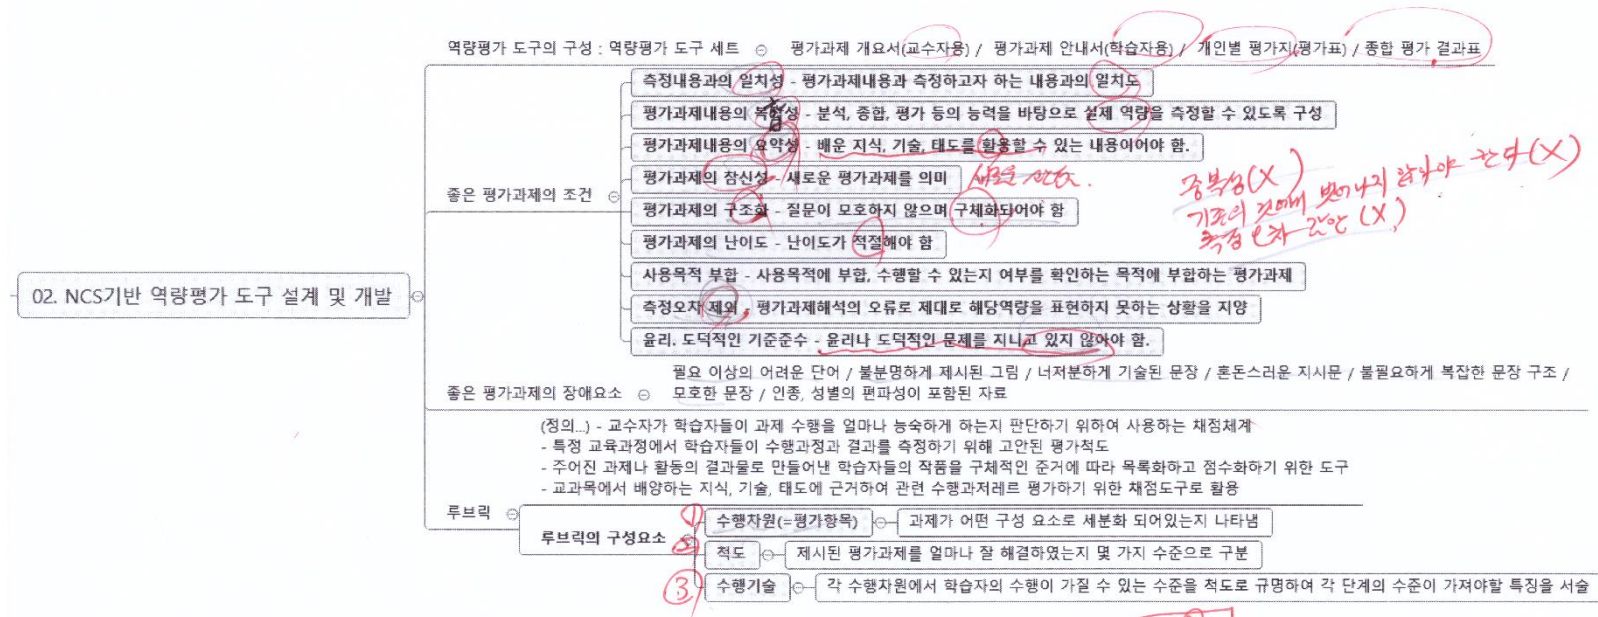 역량평가 도구의 구성 : 역량평가 도구 세트 평가과제 개요서(교수자용) / 평가과제 안내서(학습자용) / 개인별 평가지(평가표) / 종합 평가 결과표
측정내용과의 일치성 - 평가과제내용과 측정하고자 하는 내용과의 일치도
평가과제내용의 복합성 - 분석, 종합, 평가 등의 능력을 바탕으로 실제 역량을 측정할 수 있도록 구성
평가과제내용의 요약성 - 배운 지식, 기술, 태도를 활용할 수 있는 내용이어야 함.
좋은 평가과제의 조건
평가과제의 참신성 - 새로운 평가과제를 의미
평가과제의 구조화 - 질문이 모호하지 않으며 구체화되어야 함
중복성(X)
기존의 것에서 벗어나지 않아야 한다(X)
측정오차 (X)
평가과제의 난이도 - 난이도가 적절해야 함
02. NCS기반 역량평가 도구 설계 및 개발
사용목적 부합 - 사용목적에 부합, 수행할 수 있는지 여부를 확인하는 목적에 부합하는 평가과제
측정오차 제외, 평가과제해석의 오류로 제대로 해당역량을 표현하지 못하는 상황을 지양
윤리, 도덕적인 기준준수 - 윤리나 도덕적인 문제를 지니고 있지 않아야 함.
좋은 평가과제의 장애요소
필요 이상의 어려운 단어 / 불분명하게 제시된 그림 / 너저분하게 기술된 문장 / 혼돈스러운 지시문 / 불필요하게 복잡한 문장 구조 /
모호한 문장 / 인종, 성별의 편파성이 포함된 자료
(정의...) - 교수자가 학습자들이 과제 수행을 얼마나 능숙하게 하는지 판단하기 위하여 사용하는 채점체계
- 특정 교육과정에서 학습자들이 수행과정과 결과를 측정하기 위해 고안된 평가척도
- 주어진 과제나 활동의 결과물로 만들어낸 학습자들의 작품을 구체적인 준거에 따라 목록화하고 점수화하기 위한 도구
- 교과목에서 배양하는 지식, 기술, 태도에 근거하여 관련 수행과저레르 평가하기 위한 채점도구로 활용
루브릭
루브릭의 구성요소
① 수행차원(=평가항목) 과제가 어떤 구성 요소로 세분화 되어있는지 나타냄
② 척도 제시된 평가과제를 얼마나 잘 해결하였는지 몇 가지 수준으로 구분
③ 수행기술 각 수행차원에서 학습자의 수행이 가질 수 있는 수준을 척도로 규명하여 각 단계의 수준이 가져야할 특징을 서술